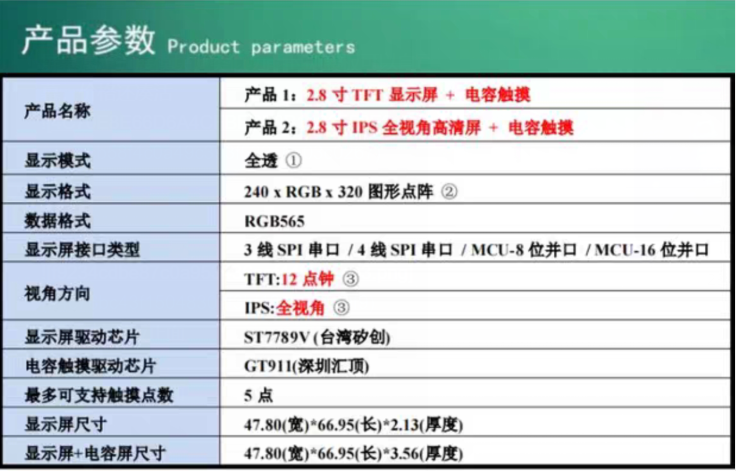 产品参数 Product parameters
产品名称
产品 1：2.8 寸 TFT 显示屏 + 电容触摸
产品 2：2.8 寸 IPS 全视角高清屏 + 电容触摸
显示模式 全透 ①
显示格式 240 x RGB x 320 图形点阵 ②
数据格式 RGB565
显示屏接口类型 3 线 SPI 串口 / 4 线 SPI 串口 / MCU-8 位并口 / MCU-16 位并口
视角方向
TFT:12 点钟 ③
IPS:全视角 ③
显示屏驱动芯片 ST7789V (台湾矽创)
电容触摸驱动芯片 GT911(深圳汇顶)
最多可支持触摸点数 5 点
显示屏尺寸 47.80(宽)*66.95(长)*2.13(厚度)
显示屏+电容屏尺寸 47.80(宽)*66.95(长)*3.56(厚度)